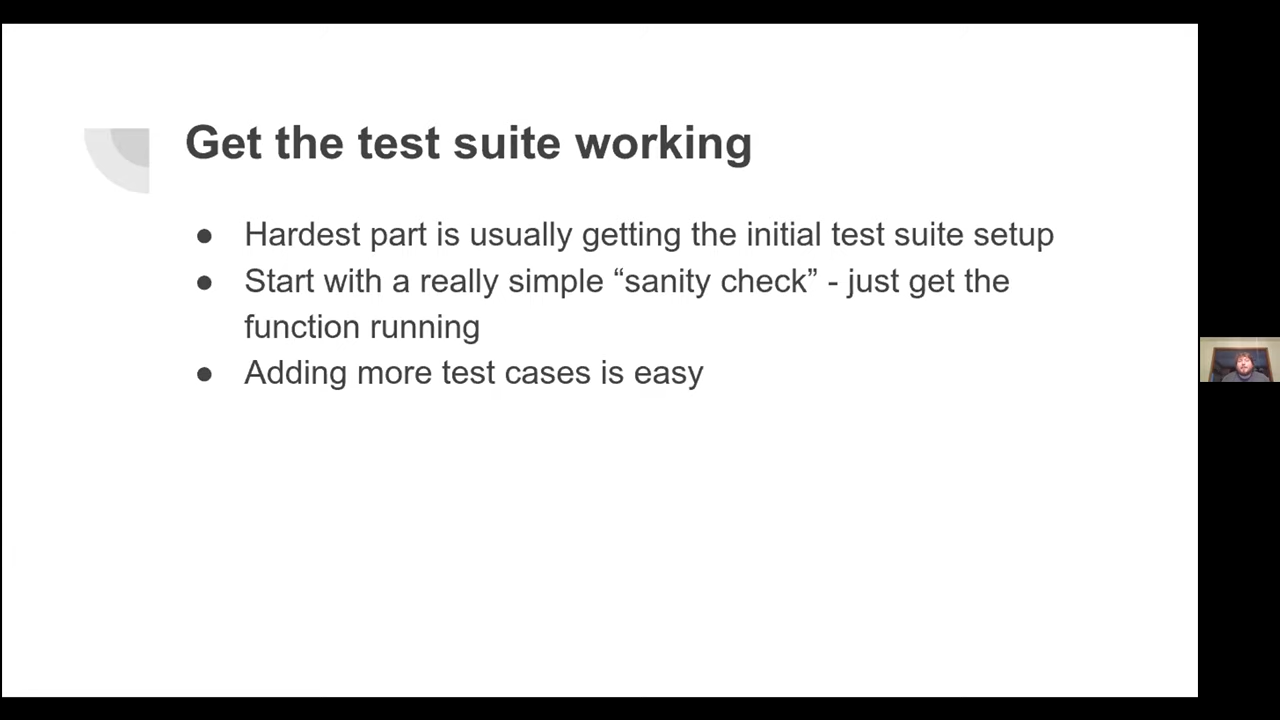 Get the test suite working
● Hardest part is usually getting the initial test suite setup
● Start with a really simple “sanity check” - just get the
function running
● Adding more test cases is easy